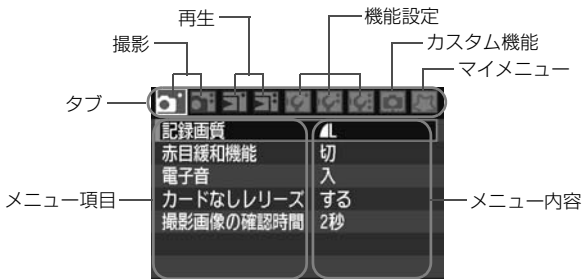 再生
機能設定
撮影
カスタム機能
マイメニュー
タブ
記録画質 L
赤目緩和機能 切
電子音 入
メニュー項目
カードなしレリーズ する
メニュー内容
撮影画像の確認時間 2秒